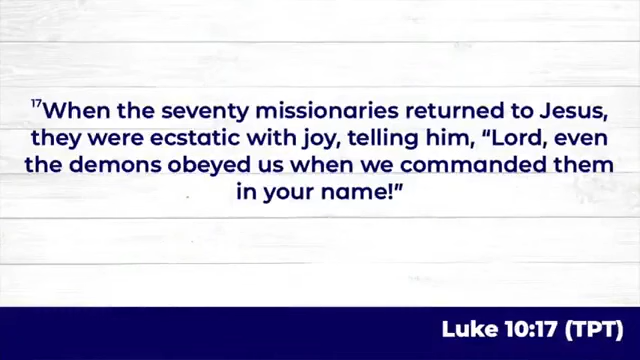 17When the seventy missionaries returned to Jesus,
they were ecstatic with joy, telling him, “Lord, even
the demons obeyed us when we commanded them
in your name!”
Luke 10:17 (TPT)